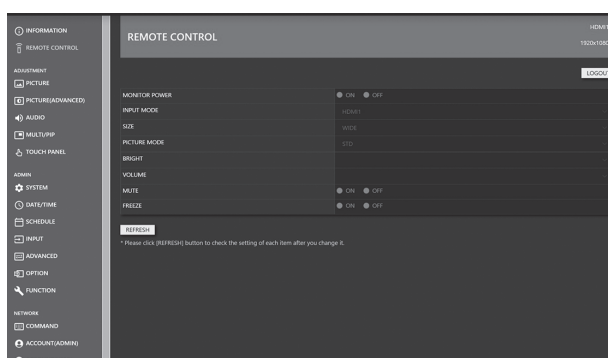 INFORMATION
REMOTE CONTROL
ADJUSTMENT
PICTURE
PICTURE(ADVANCED)
AUDIO
MULTI/PIP
TOUCH PANEL
ADMIN
SYSTEM
DATE/TIME
SCHEDULE
INPUT
ADVANCED
OPTION
FUNCTION
NETWORK
COMMAND
ACCOUNT(ADMIN)
REMOTE CONTROL
HDMI1
1920x1080
LOGOUT
MONITOR POWER ON OFF
INPUT MODE HDMI1
SIZE WIDE
PICTURE MODE STD
BRIGHT
VOLUME
MUTE ON OFF
FREEZE ON OFF
REFRESH
* Please click [REFRESH] button to check the setting of each item after you change it.